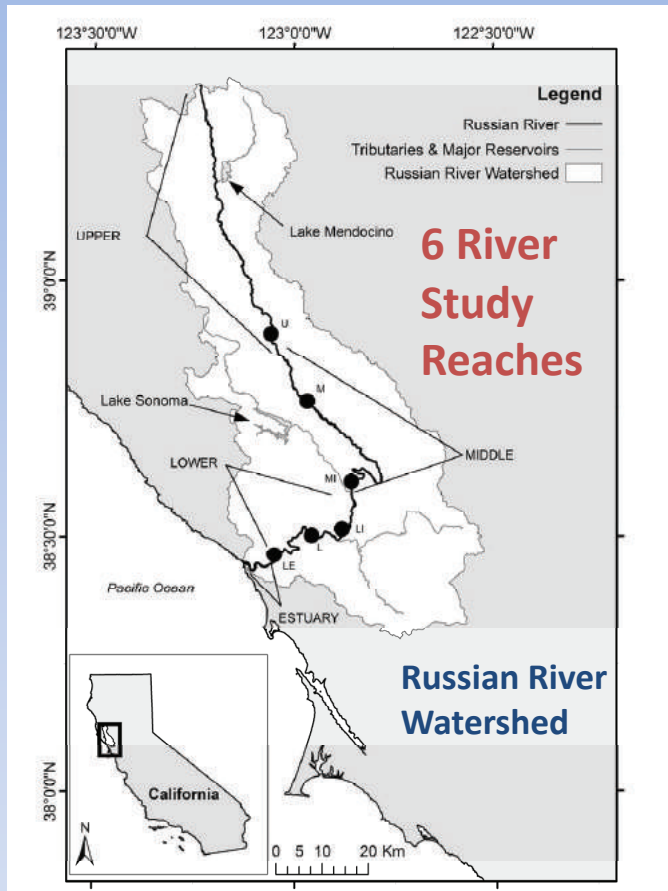 123°30'0"W 123°0'0"W 122°30'0"W
Legend
Russian River
Tributaries & Major Reservoirs
Russian River Watershed
Lake Mendocino
UPPER
6 River
Study
Reaches
39°0'0"N
U
M
Lake Sonoma
LOWER
MIDDLE
MI
38°30'0"N
LI
L
LE
Pacific Ocean
ESTUARY
Russian River
Watershed
38°0'0"N
California
N
0 5 10 20 Km